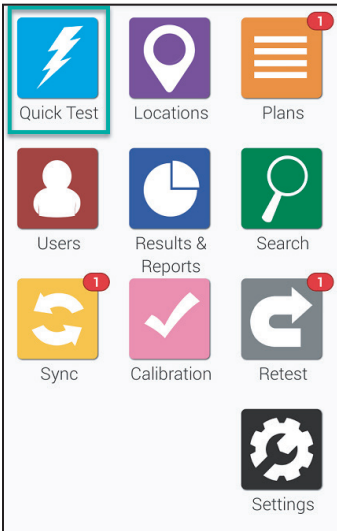 1
Quick Test
Locations
Plans
Users
Results &
Reports
Search
1
1
Sync
Calibration
Retest
Settings